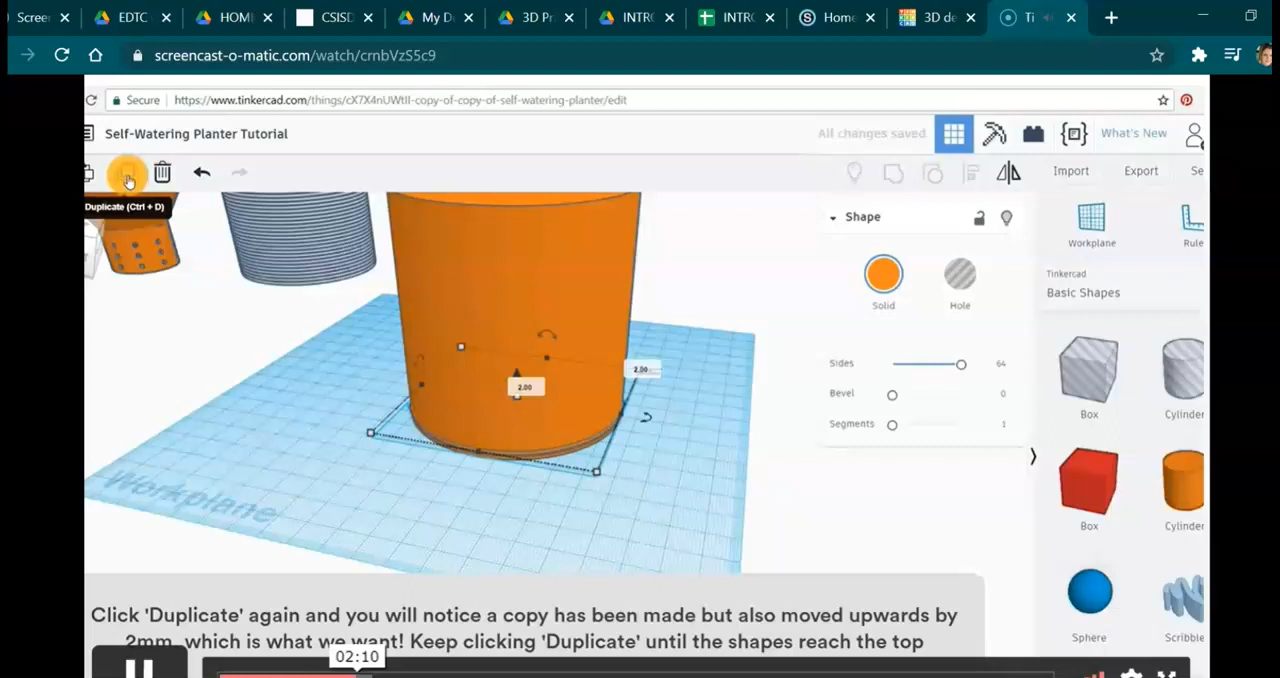 Screen EDTC HOME CSISD My D 3D Pr INTRO INTRO Home 3D de Ti
screencast-o-matic.com/watch/crnbVzS5c9
Secure https://www.tinkercad.com/things/cX7X4nUWtII-copy-of-copy-of-self-watering-planter/edit
Self-Watering Planter Tutorial All changes saved What's New
Import Export Se
Duplicate (Ctrl + D)
Shape
Workplane Rule
Tinkercad
Basic Shapes
Solid Hole
Sides 64
Bevel 0
Segments 1
2.00
2.00
Box Cylinder
Box Cylinder
Sphere Scribble
Workplane
Click 'Duplicate' again and you will notice a copy has been made but also moved upwards by
2mm, which is what we want! Keep clicking 'Duplicate' until the shapes reach the top
02:10